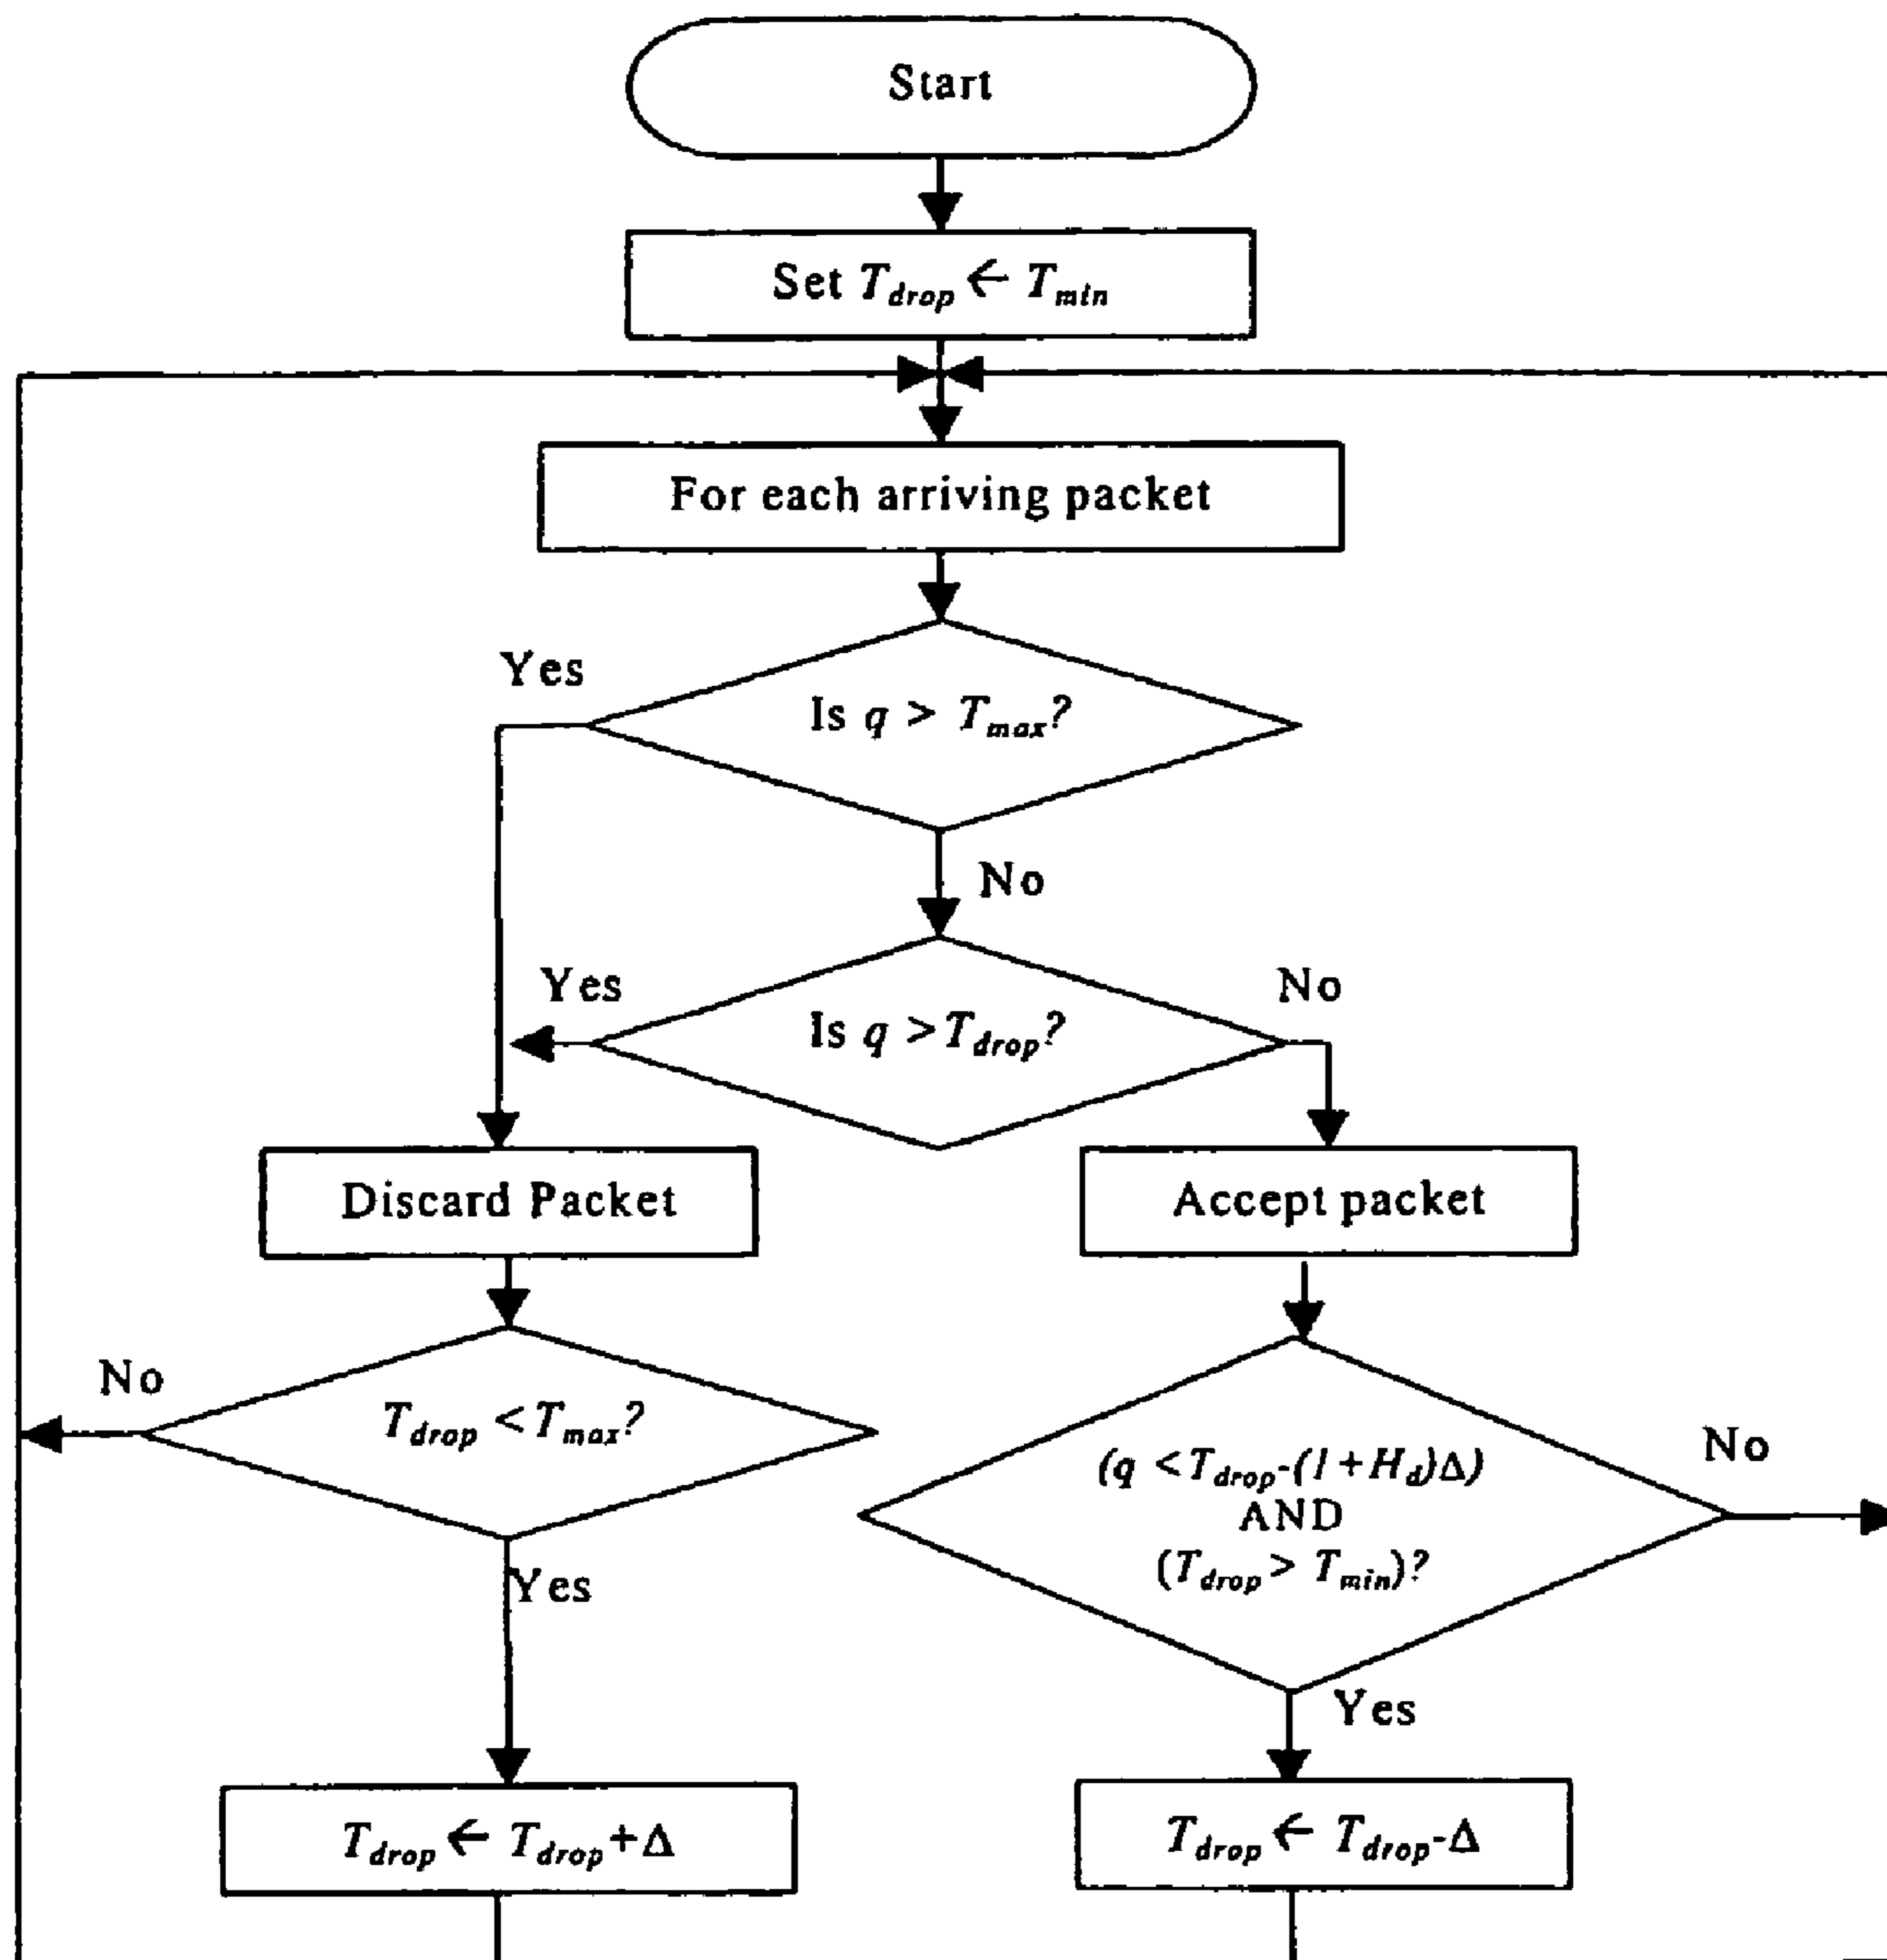 Start
Set T_drop ← T_min
For each arriving packet
Yes
Is q > T_max?
No
Yes
Is q > T_drop?
No
Discard Packet
Accept packet
No
T_drop < T_max?
Yes
(q < T_drop-(1+H_d)Δ)
AND
(T_drop > T_min)?
No
Yes
T_drop ← T_drop+Δ
T_drop ← T_drop-Δ